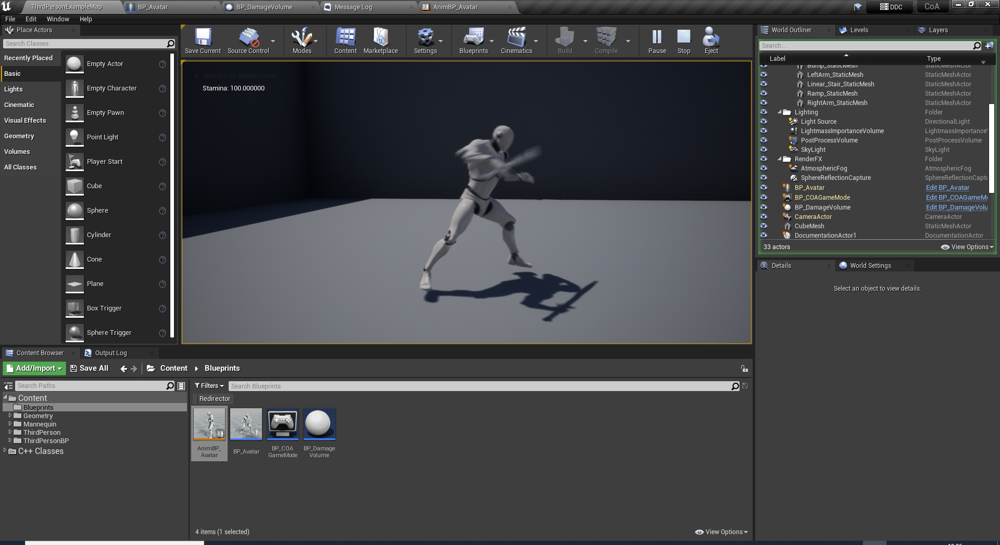 ThirdPersonExampleMap
BP_Avatar
BP_DamageVolume
Message Log
AnimBP_Avatar
DDC
CoA
File Edit Window Help
Place Actors
Search Classes
Recently Placed
Basic
Lights
Cinematic
Visual Effects
Geometry
Volumes
All Classes
Empty Actor
Empty Character
Empty Pawn
Point Light
Player Start
Cube
Sphere
Cylinder
Cone
Plane
Box Trigger
Sphere Trigger
Save Current
Source Control
Modes
Content
Marketplace
Settings
Blueprints
Cinematics
Build
Compile
Pause
Stop
Eject
Shift+F1 for Mouse Cursor
Stamina: 100.000000
World Outliner
Levels
Layers
Search...
Label Type
Bump_StaticMesh StaticMeshActor
LeftArm_StaticMesh StaticMeshActor
Linear_Stair_StaticMesh StaticMeshActor
Ramp_StaticMesh StaticMeshActor
RightArm_StaticMesh StaticMeshActor
Lighting Folder
Light Source DirectionalLight
LightmassImportanceVolume LightmassImportance
PostProcessVolume PostProcessVolume
SkyLight SkyLight
RenderFX Folder
AtmosphericFog AtmosphericFog
SphereReflectionCapture SphereReflectionCaptu
BP_Avatar Edit BP_Avatar
BP_COAGameMode Edit BP_COAGameM
BP_DamageVolume Edit BP_DamageVolu
CameraActor CameraActor
CubeMesh StaticMeshActor
DocumentationActor1 DocumentationActor
33 actors
View Options
Details
World Settings
Select an object to view details.
Content Browser
Output Log
Add/Import
Save All
Content
Blueprints
Search Paths
Content
Blueprints
Geometry
Mannequin
ThirdPerson
ThirdPersonBP
C++ Classes
Filters
Search Blueprints
Redirector
AnimBP_
Avatar
BP_Avatar
BP_COA
GameMode
BP_Damage
Volume
4 items (1 selected)
View Options